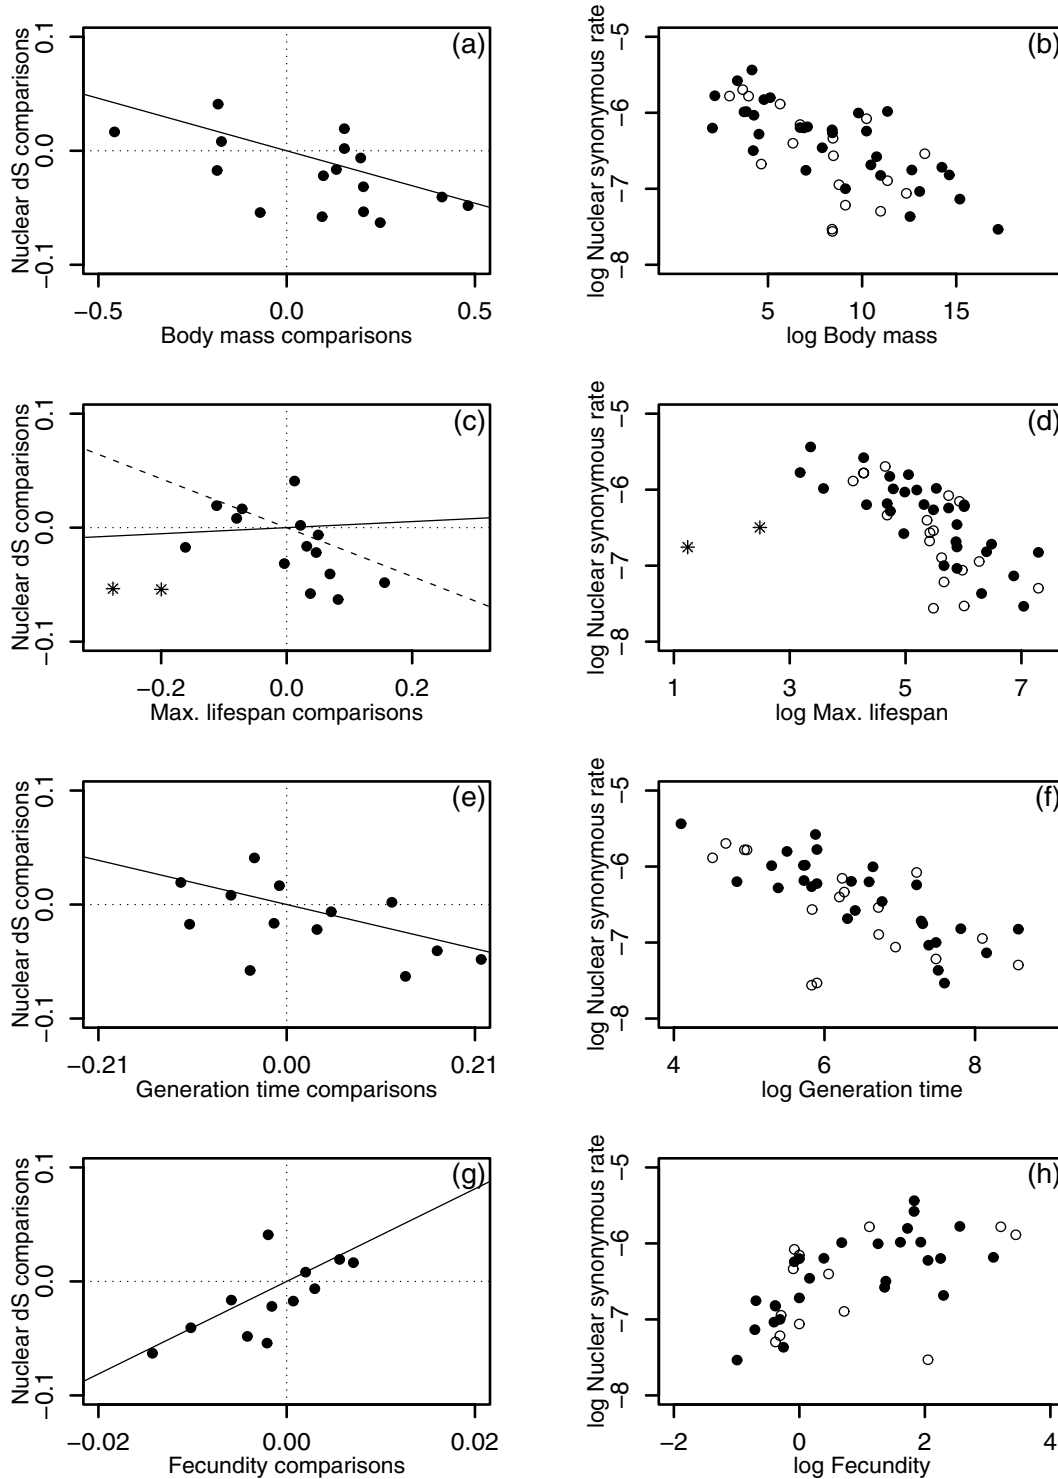 (a)
Nuclear dS comparisons
0.1
0.0
−0.1
−0.5
0.0
0.5
Body mass comparisons
(b)
log Nuclear synonymous rate
−5
−6
−7
−8
5
10
15
log Body mass
(c)
Nuclear dS comparisons
0.1
0.0
−0.1
−0.2
0.0
0.2
Max. lifespan comparisons
(d)
log Nuclear synonymous rate
−5
−6
−7
−8
1
3
5
7
log Max. lifespan
(e)
Nuclear dS comparisons
0.1
0.0
−0.1
−0.21
0.00
0.21
Generation time comparisons
(f)
log Nuclear synonymous rate
−5
−6
−7
−8
4
6
8
log Generation time
(g)
Nuclear dS comparisons
0.1
0.0
−0.1
−0.02
0.00
0.02
Fecundity comparisons
(h)
log Nuclear synonymous rate
−5
−6
−7
−8
−2
0
2
4
log Fecundity